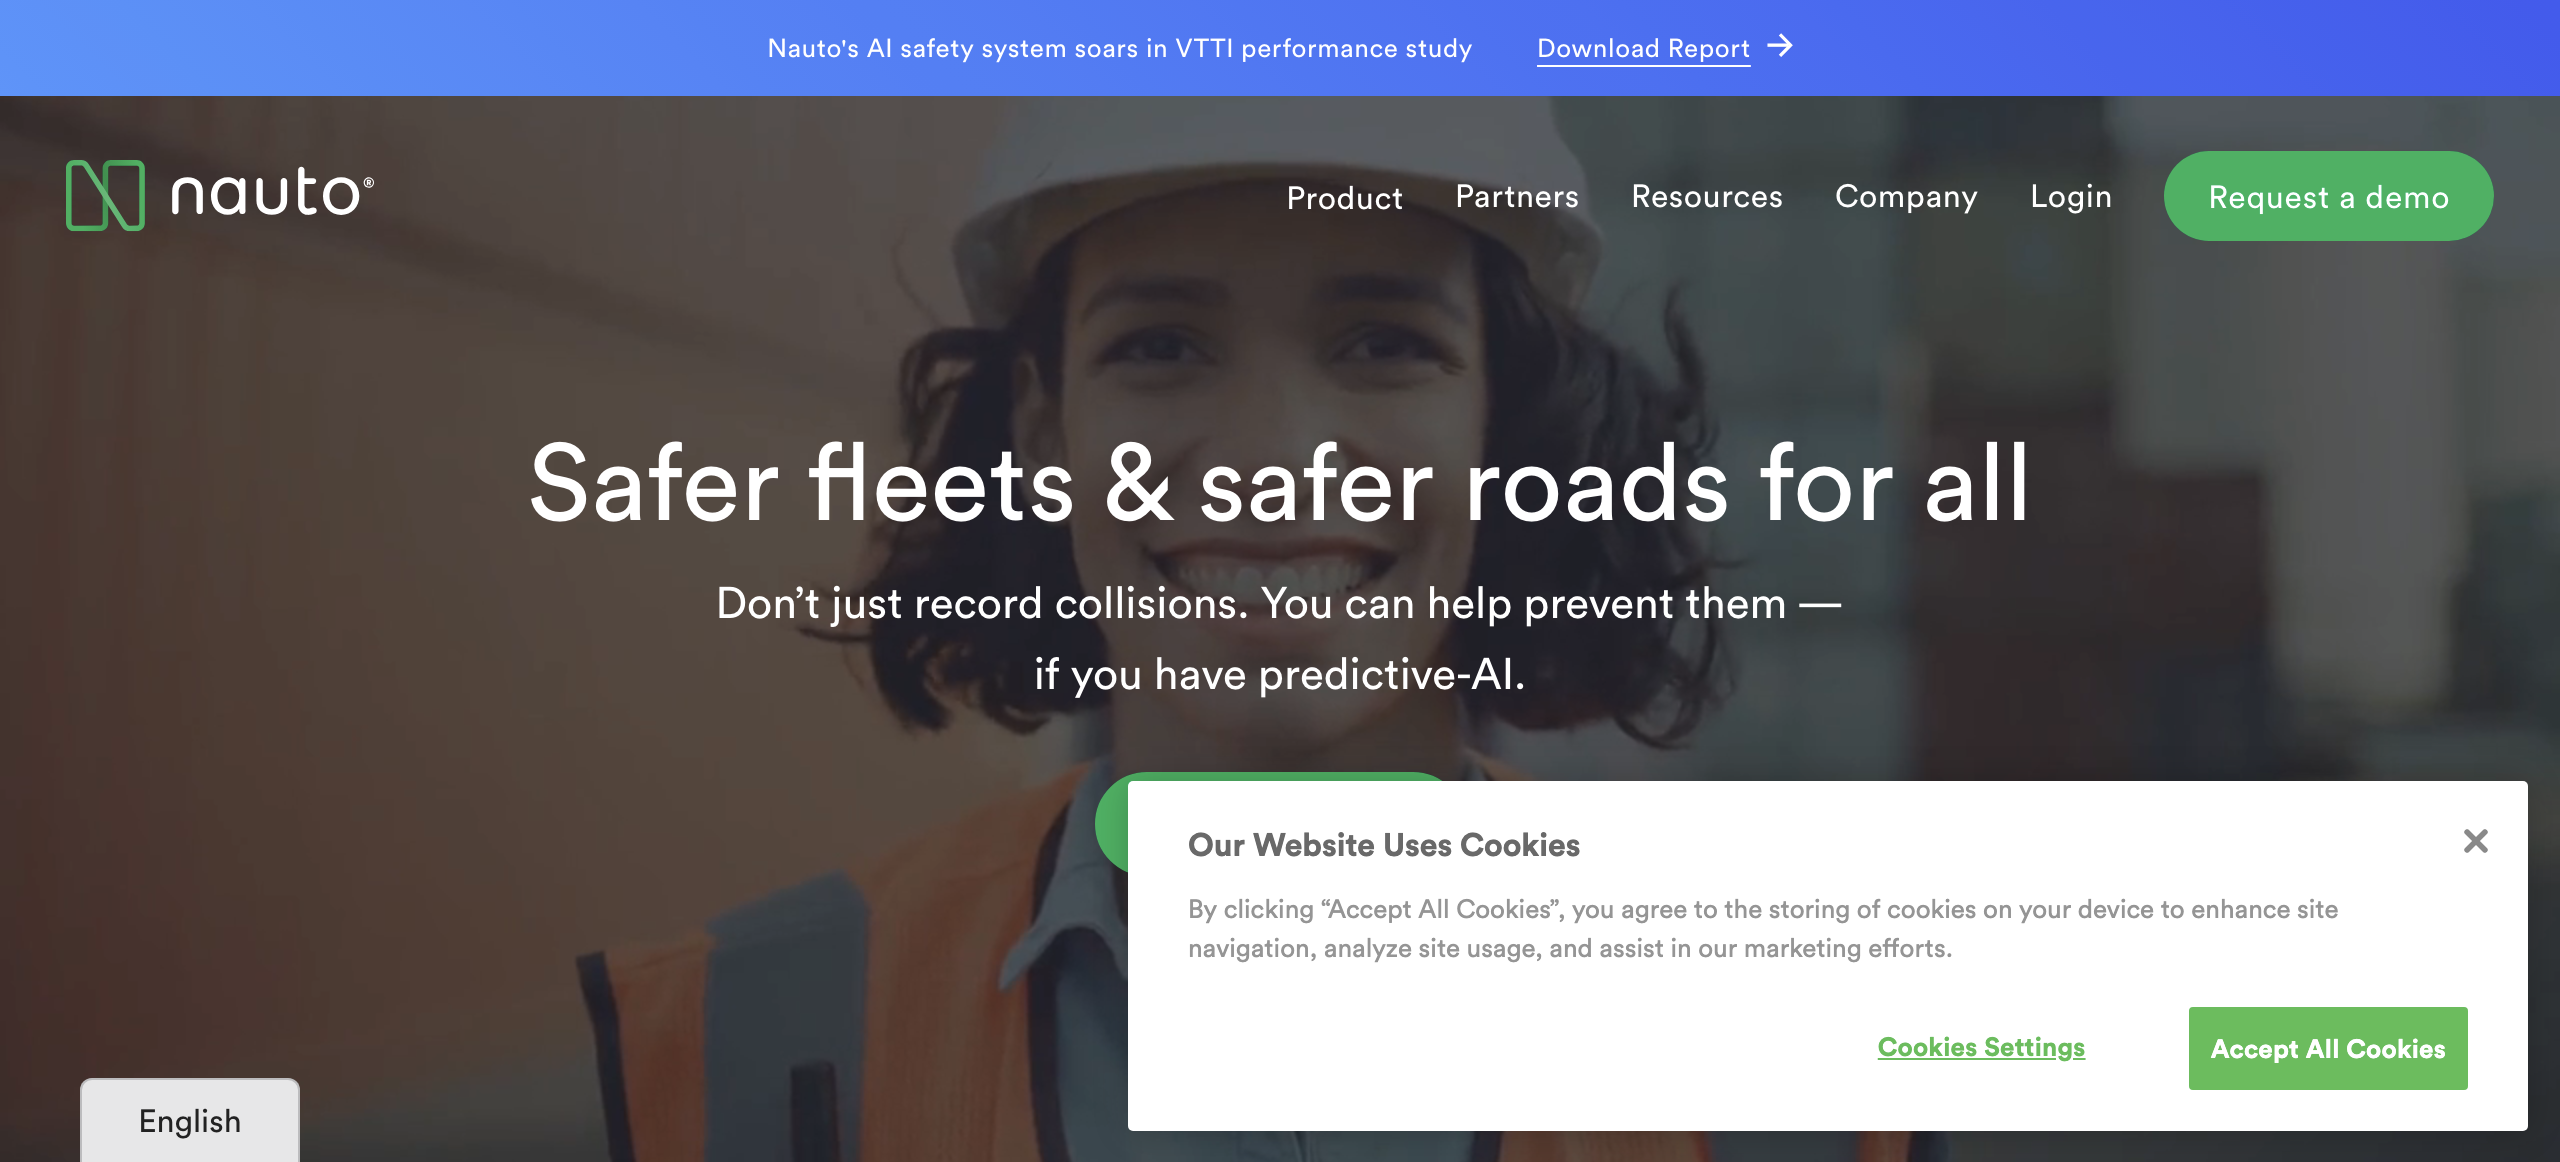 Nauto's AI safety system soars in VTTI performance study Download Report →
nauto®
Product Partners Resources Company Login Request a demo
Safer fleets & safer roads for all
Don’t just record collisions. You can help prevent them —
if you have predictive-AI.
Our Website Uses Cookies
By clicking “Accept All Cookies”, you agree to the storing of cookies on your device to enhance site
navigation, analyze site usage, and assist in our marketing efforts.
Cookies Settings
Accept All Cookies
English